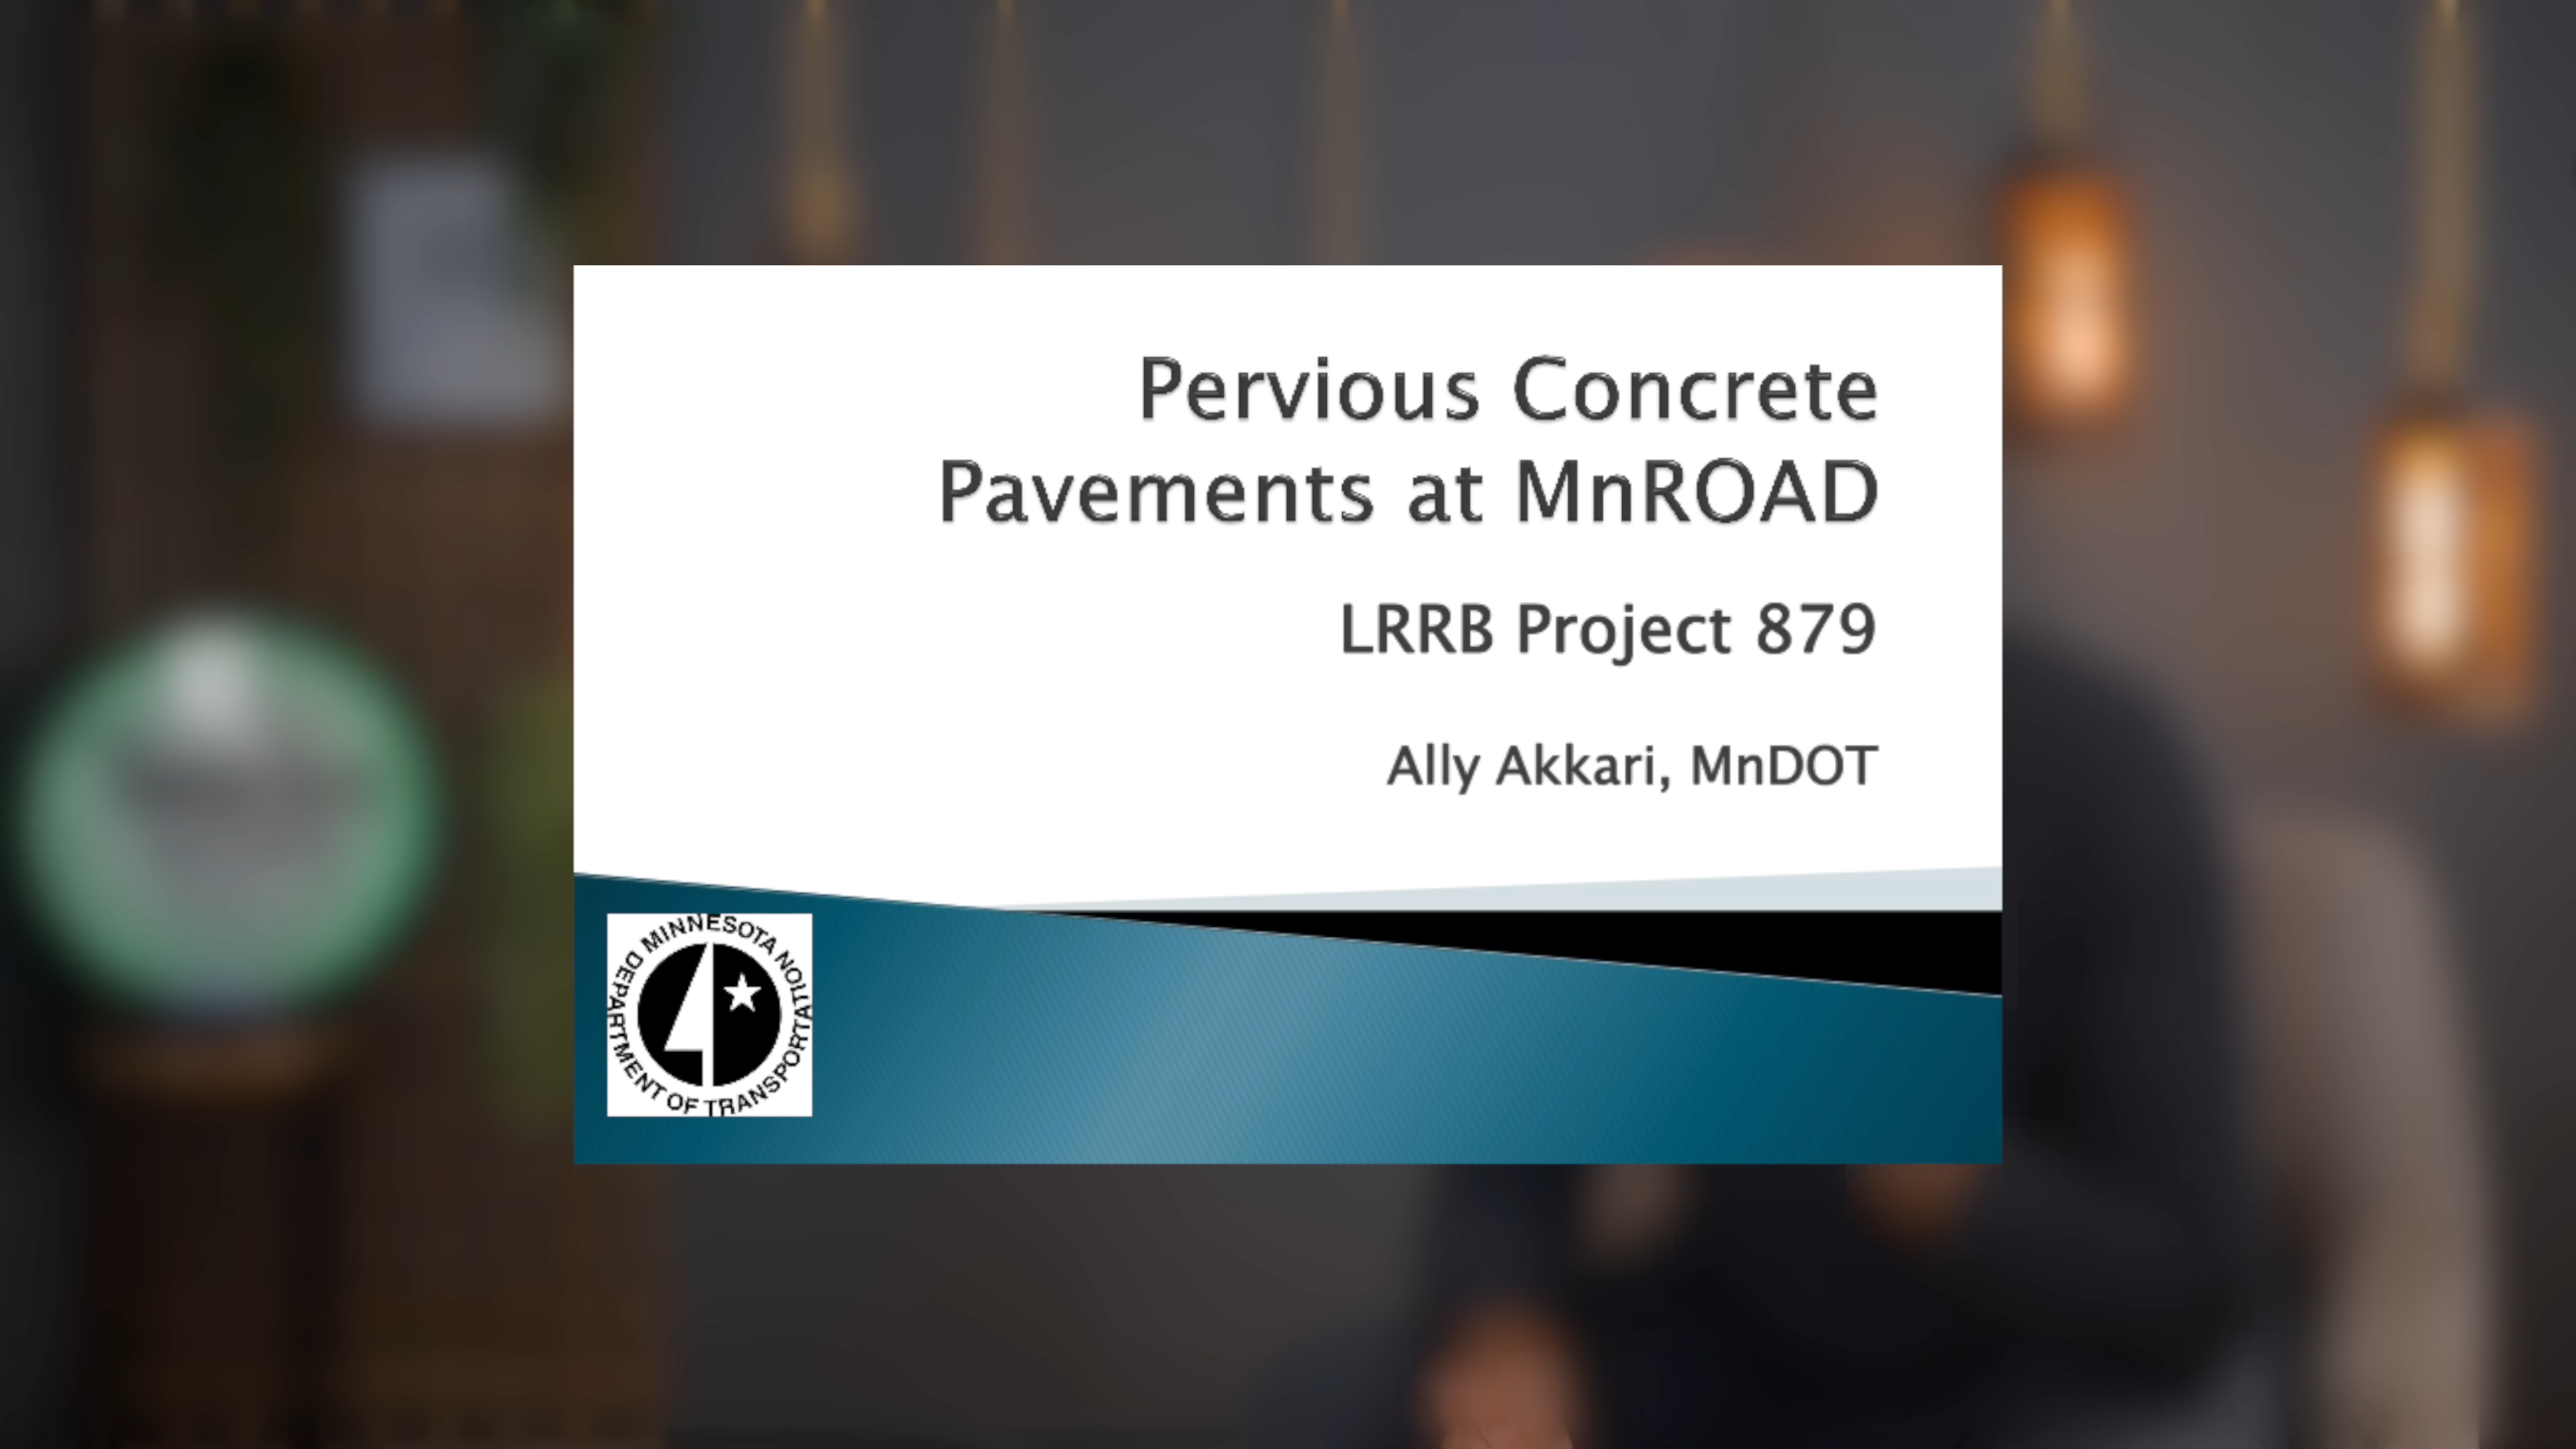 Pervious Concrete
Pavements at MnROAD
LRRB Project 879
Ally Akkari, MnDOT
MINNESOTA DEPARTMENT OF TRANSPORTATION